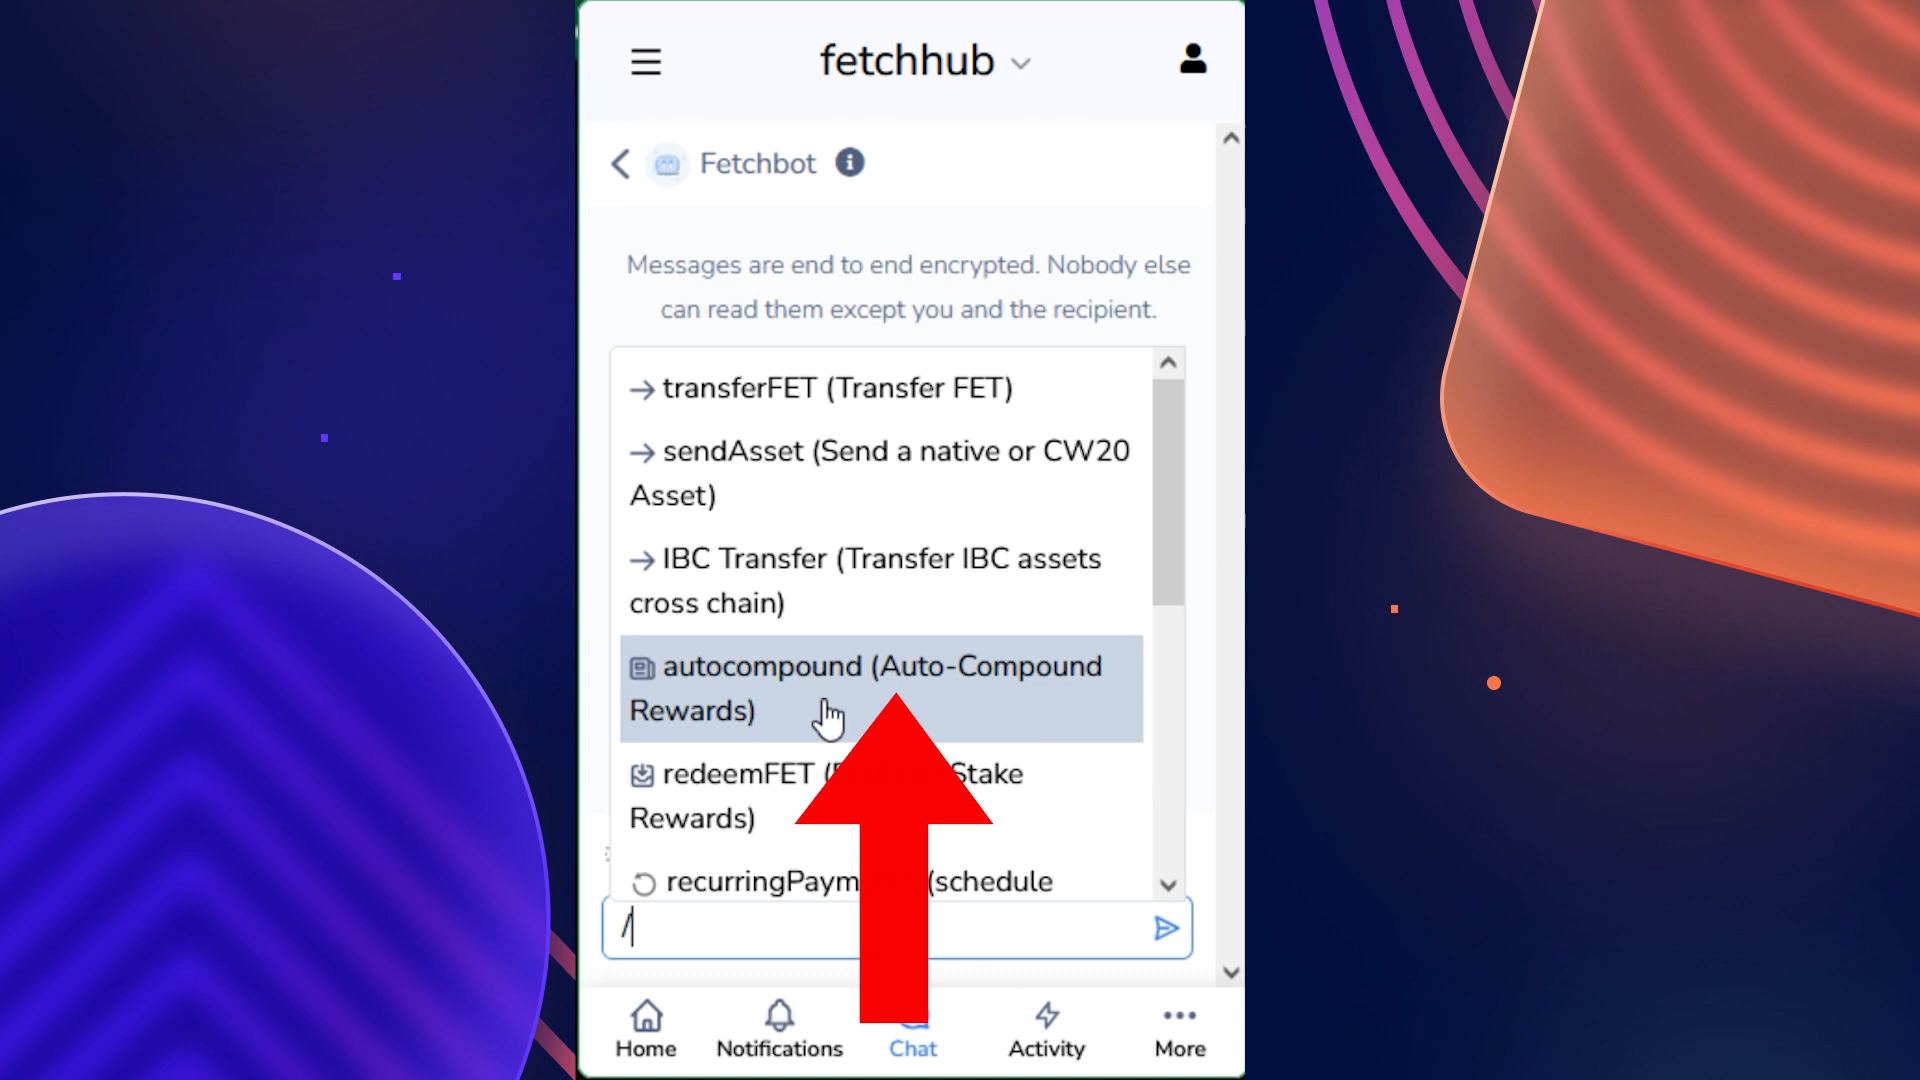 fetchhub
Fetchbot
Messages are end to end encrypted. Nobody else
can read them except you and the recipient.
transferFET (Transfer FET)
sendAsset (Send a native or CW20
Asset)
IBC Transfer (Transfer IBC assets
cross chain)
autocompound (Auto-Compound
Rewards)
redeemFET ( Stake
Rewards)
(schedule
/
Home
Notifications
Chat
Activity
More